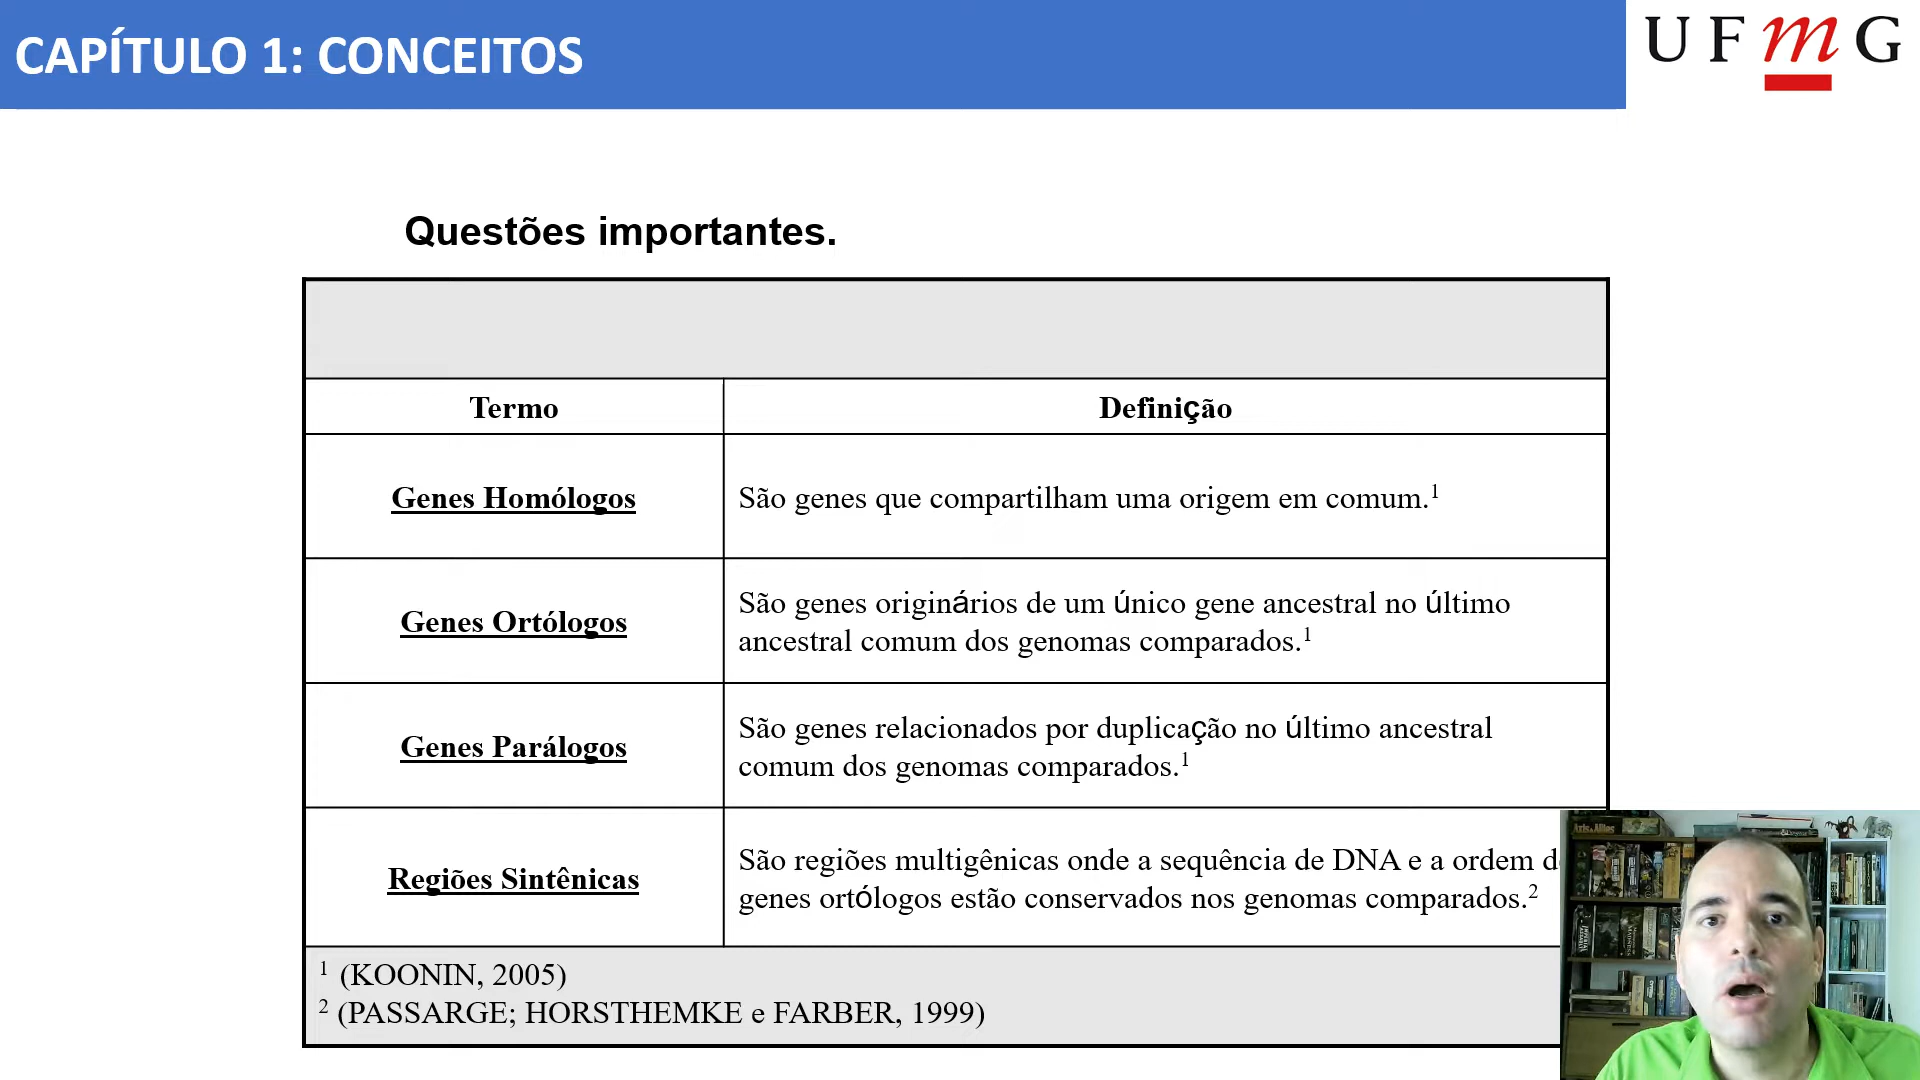 CAPÍTULO 1: CONCEITOS
UFmG
Questões importantes.
Termo
Definição
Genes Homólogos
São genes que compartilham uma origem em comum.¹
Genes Ortólogos
São genes originários de um único gene ancestral no último
ancestral comum dos genomas comparados.¹
Genes Parálogos
São genes relacionados por duplicação no último ancestral
comum dos genomas comparados.¹
Regiões Sintênicas
São regiões multigênicas onde a sequência de DNA e a ordem
genes ortólogos estão conservados nos genomas comparados.²
¹ (KOONIN, 2005)
² (PASSARGE; HORSTHEMKE e FARBER, 1999)
Axis & Allies